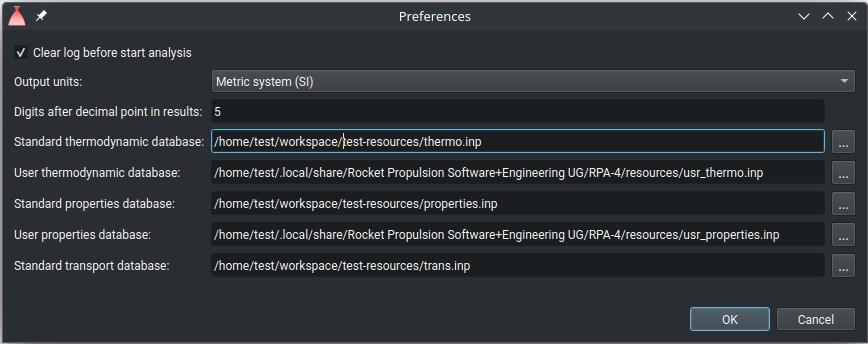 Preferences
Clear log before start analysis
Output units: Metric system (SI)
Digits after decimal point in results: 5
Standard thermodynamic database: /home/test/workspace/test-resources/thermo.inp ...
User thermodynamic database: /home/test/.local/share/Rocket Propulsion Software+Engineering UG/RPA-4/resources/usr_thermo.inp ...
Standard properties database: /home/test/workspace/test-resources/properties.inp ...
User properties database: /home/test/.local/share/Rocket Propulsion Software+Engineering UG/RPA-4/resources/usr_properties.inp ...
Standard transport database: /home/test/workspace/test-resources/trans.inp ...
OK Cancel